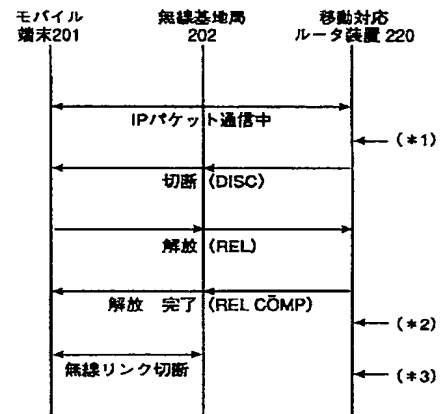 モバイル
端末201
無線基地局
202
移動対応
ルータ装置 220
IPパケット通信中
(*1)
切断 (DISC)
解放 (REL)
解放 完了 (REL COMP)
(*2)
無線リンク切断
(*3)